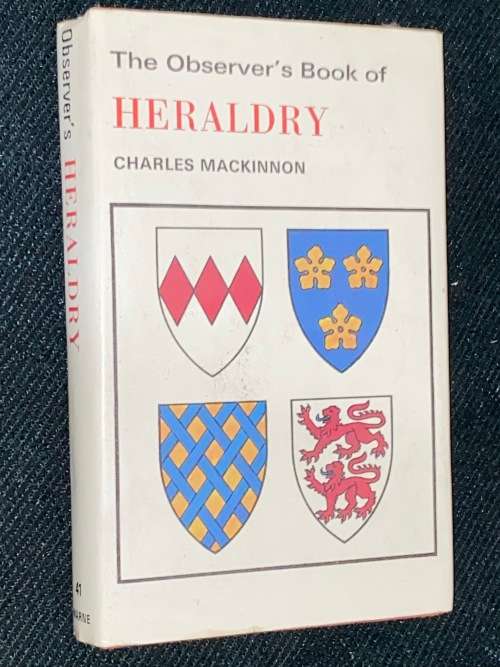 The Observer's Book of
HERALDRY
CHARLES MACKINNON
Observer's HERALDRY
41